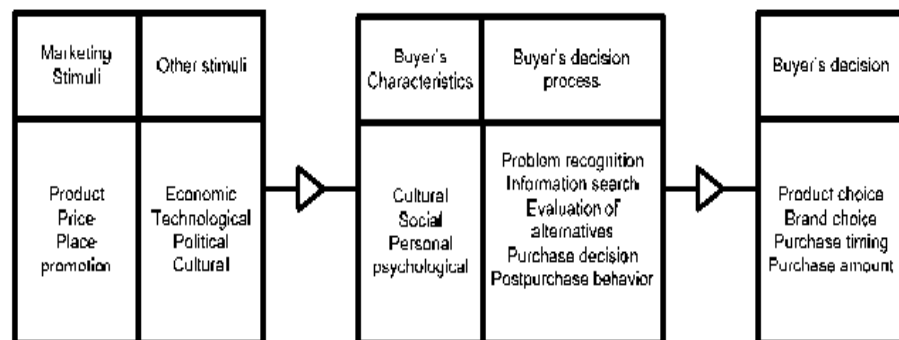 Marketing
Stimuli
Other stimuli
Buyer's
Characteristics
Buyer's decision
process.
Buyer's decision
Product
Price
Place
promotion
Economic
Technological
Political
Cultural
Cultural
Social
Personal
psychological
Problem recognition
Information search
Evaluation of
alternatives
Purchase decision
Postpurchase behavior
Product choice
Brand choice
Purchase timing
Purchase amount